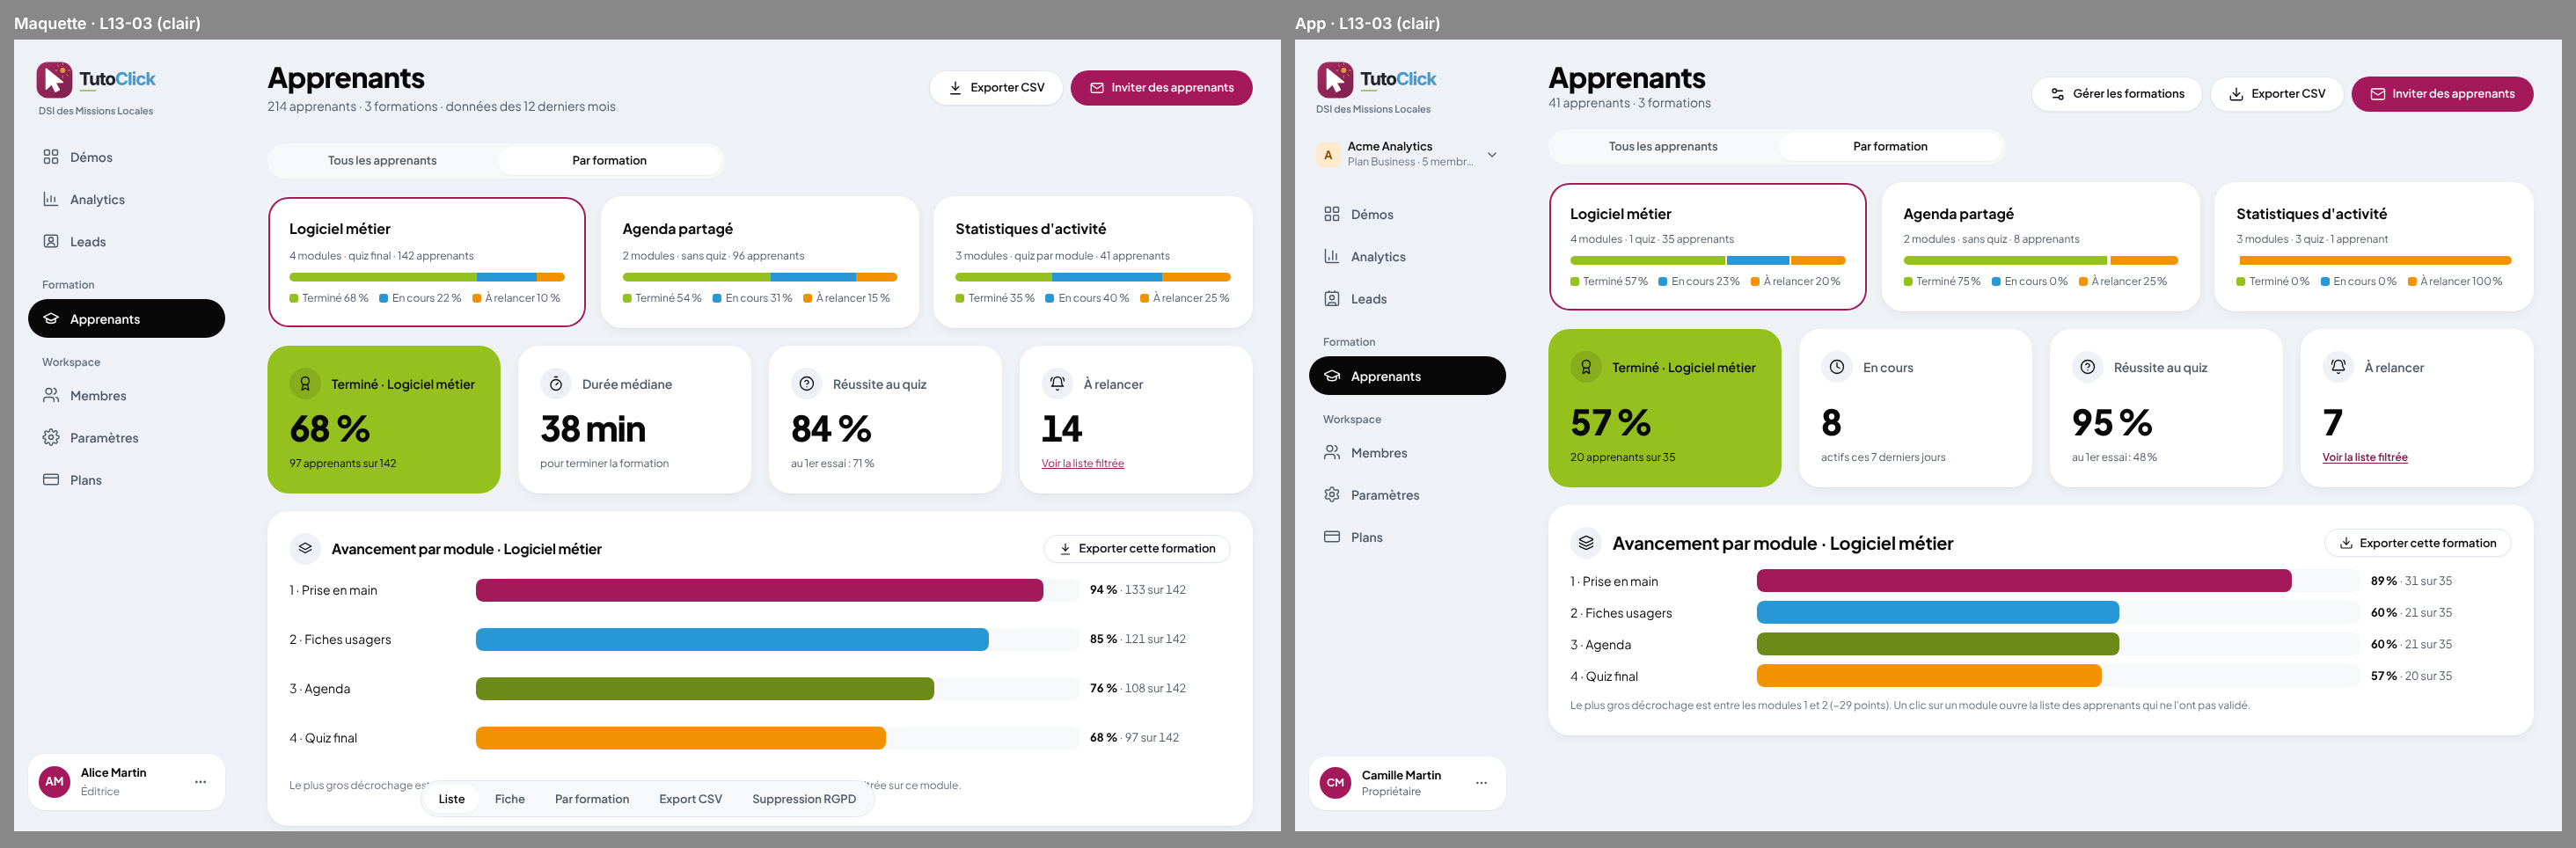 Maquette · L13-03 (clair)
TutoClick
DSI des Missions Locales
Démos
Analytics
Leads
Formation
Apprenants
Workspace
Membres
Paramètres
Plans
AM
Alice Martin
Éditrice
Apprenants
214 apprenants · 3 formations · données des 12 derniers mois
Exporter CSV
Inviter des apprenants
Tous les apprenants
Par formation
Logiciel métier
4 modules · quiz final · 142 apprenants
Terminé 68 % En cours 22 % À relancer 10 %
Agenda partagé
2 modules · sans quiz · 96 apprenants
Terminé 54 % En cours 31 % À relancer 15 %
Statistiques d'activité
3 modules · quiz par module · 41 apprenants
Terminé 35 % En cours 40 % À relancer 25 %
Terminé · Logiciel métier
68 %
97 apprenants sur 142
Durée médiane
38 min
pour terminer la formation
Réussite au quiz
84 %
au 1er essai : 71 %
À relancer
14
Voir la liste filtrée
Avancement par module · Logiciel métier
Exporter cette formation
1 · Prise en main
94 % · 133 sur 142
2 · Fiches usagers
85 % · 121 sur 142
3 · Agenda
76 % · 108 sur 142
4 · Quiz final
68 % · 97 sur 142
Le plus gros décrochage est
trée sur ce module.
Liste
Fiche
Par formation
Export CSV
Suppression RGPD
App · L13-03 (clair)
TutoClick
DSI des Missions Locales
A
Acme Analytics
Plan Business · 5 membr...
Démos
Analytics
Leads
Formation
Apprenants
Workspace
Membres
Paramètres
Plans
CM
Camille Martin
Propriétaire
Apprenants
41 apprenants · 3 formations
Gérer les formations
Exporter CSV
Inviter des apprenants
Tous les apprenants
Par formation
Logiciel métier
4 modules · 1 quiz · 35 apprenants
Terminé 57 % En cours 23 % À relancer 20 %
Agenda partagé
2 modules · sans quiz · 8 apprenants
Terminé 75 % En cours 0 % À relancer 25 %
Statistiques d'activité
3 modules · 3 quiz · 1 apprenant
Terminé 0 % En cours 0 % À relancer 100 %
Terminé · Logiciel métier
57 %
20 apprenants sur 35
En cours
8
actifs ces 7 derniers jours
Réussite au quiz
95 %
au 1er essai : 48 %
À relancer
7
Voir la liste filtrée
Avancement par module · Logiciel métier
Exporter cette formation
1 · Prise en main
89 % · 31 sur 35
2 · Fiches usagers
60 % · 21 sur 35
3 · Agenda
60 % · 21 sur 35
4 · Quiz final
57 % · 20 sur 35
Le plus gros décrochage est entre les modules 1 et 2 (−29 points). Un clic sur un module ouvre la liste des apprenants qui ne l'ont pas validé.